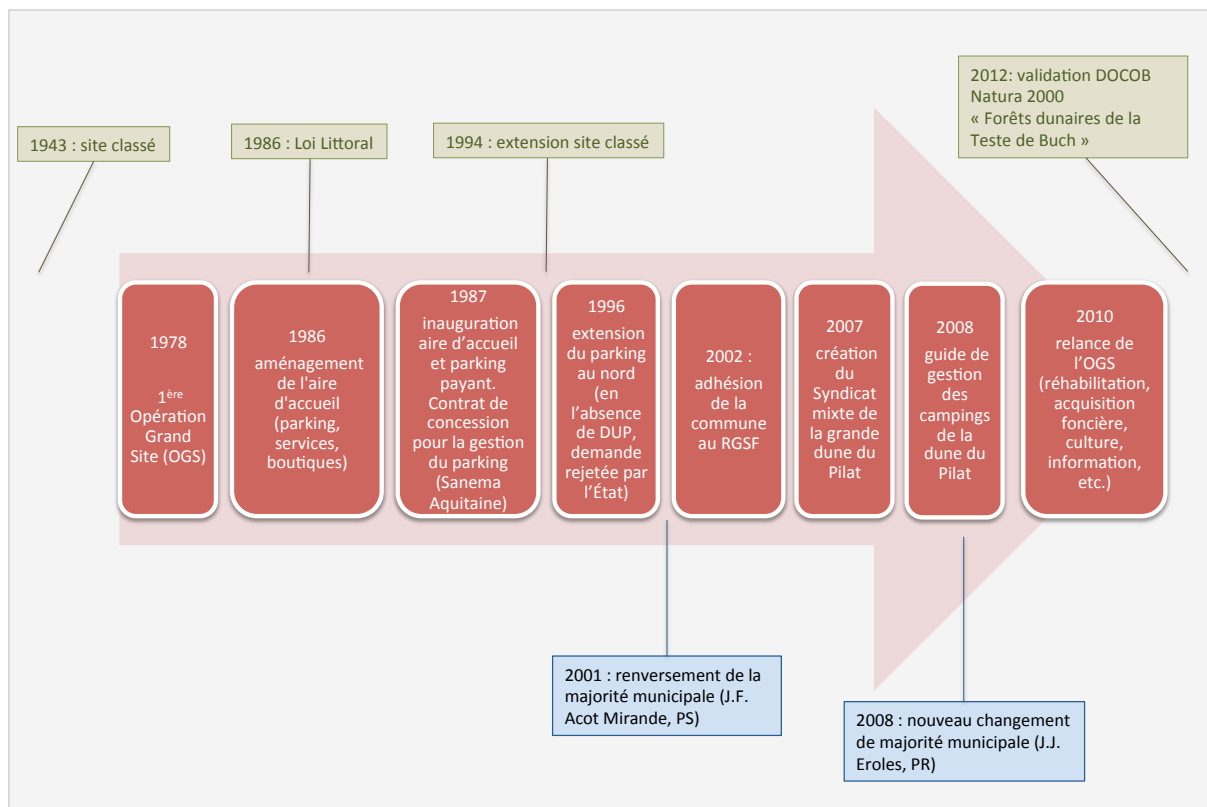 1943 : site classé
1986 : Loi Littoral
1994 : extension site classé
2012: validation DOCOB
Natura 2000
« Forêts dunaires de la
Teste de Buch »
1978
1ère
Opération
Grand
Site (OGS)
1986
aménagement
de l'aire
d'accueil
(parking,
services,
boutiques)
1987
inauguration
aire d’accueil
et parking
payant.
Contrat de
concession
pour la gestion
du parking
(Sanema
Aquitaine)
1996
extension
du parking
au nord
(en
l’absence
de DUP,
demande
rejetée par
l’État)
2002 :
adhésion
de la
commune
au RGSF
2007
création
du
Syndicat
mixte de
la grande
dune du
Pilat
2008
guide de
gestion
des
campings
de la
dune du
Pilat
2010
relance de
l’OGS
(réhabilitation,
acquisition
foncière,
culture,
information,
etc.)
2001 : renversement de la
majorité municipale (J.F.
Acot Mirande, PS)
2008 : nouveau changement
de majorité municipale (J.J.
Eroles, PR)